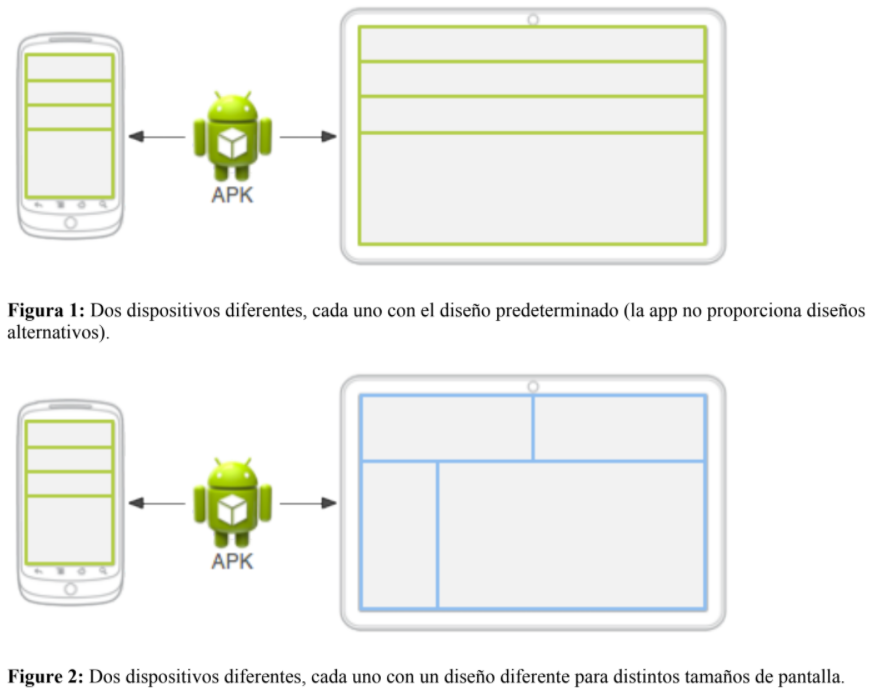 APK
Figura 1: Dos dispositivos diferentes, cada uno con el diseño predeterminado (la app no proporciona diseños
alternativos).
APK
Figure 2: Dos dispositivos diferentes, cada uno con un diseño diferente para distintos tamaños de pantalla.